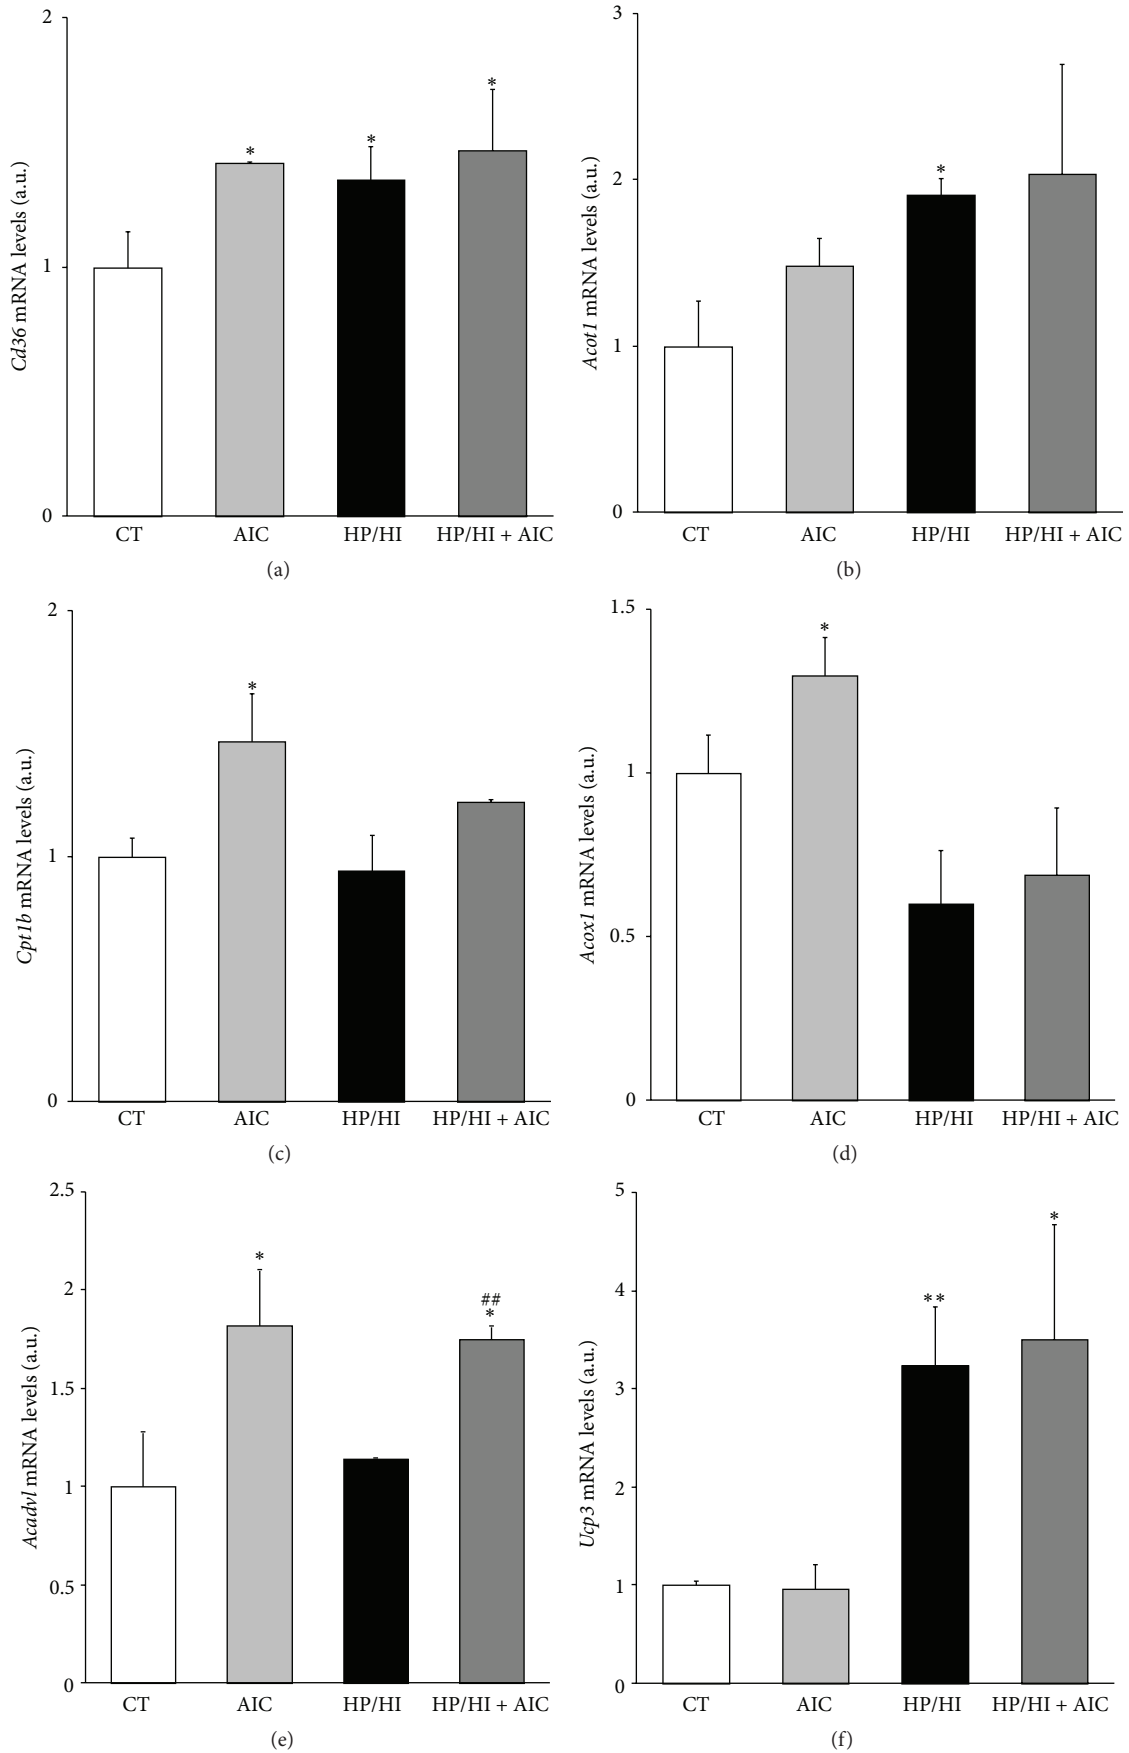 2
1
0
Cd36 mRNA levels (a.u.)
* * *
CT AIC HP/HI HP/HI + AIC
(a)
3
2
1
0
Acot1 mRNA levels (a.u.)
*
CT AIC HP/HI HP/HI + AIC
(b)
2
1
0
Cpt1b mRNA levels (a.u.)
*
CT AIC HP/HI HP/HI + AIC
(c)
1.5
1
0.5
0
Acox1 mRNA levels (a.u.)
*
CT AIC HP/HI HP/HI + AIC
(d)
2.5
2
1.5
1
0.5
0
Acadvl mRNA levels (a.u.)
*
##
*
CT AIC HP/HI HP/HI + AIC
(e)
5
4
3
2
1
0
Ucp3 mRNA levels (a.u.)
** *
CT AIC HP/HI HP/HI + AIC
(f)